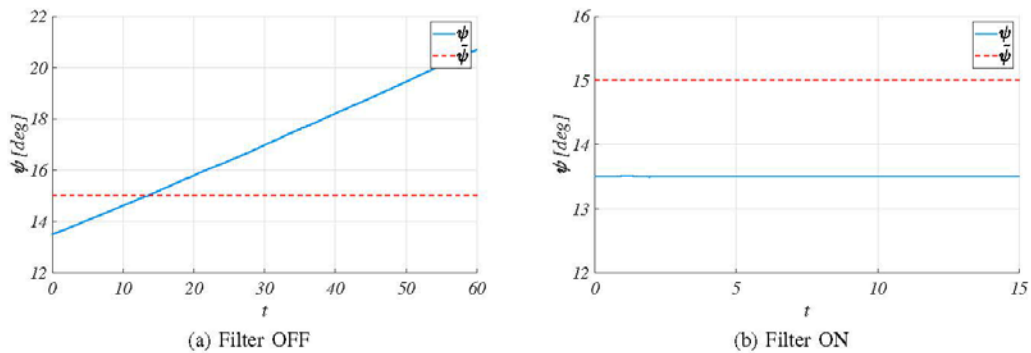 22
20
18
16
14
12
ψ [deg]
0 10 20 30 40 50 60
t
ψ
ψ̄
(a) Filter OFF
16
15
14
13
12
ψ [deg]
0 5 10 15
t
ψ
ψ̄
(b) Filter ON